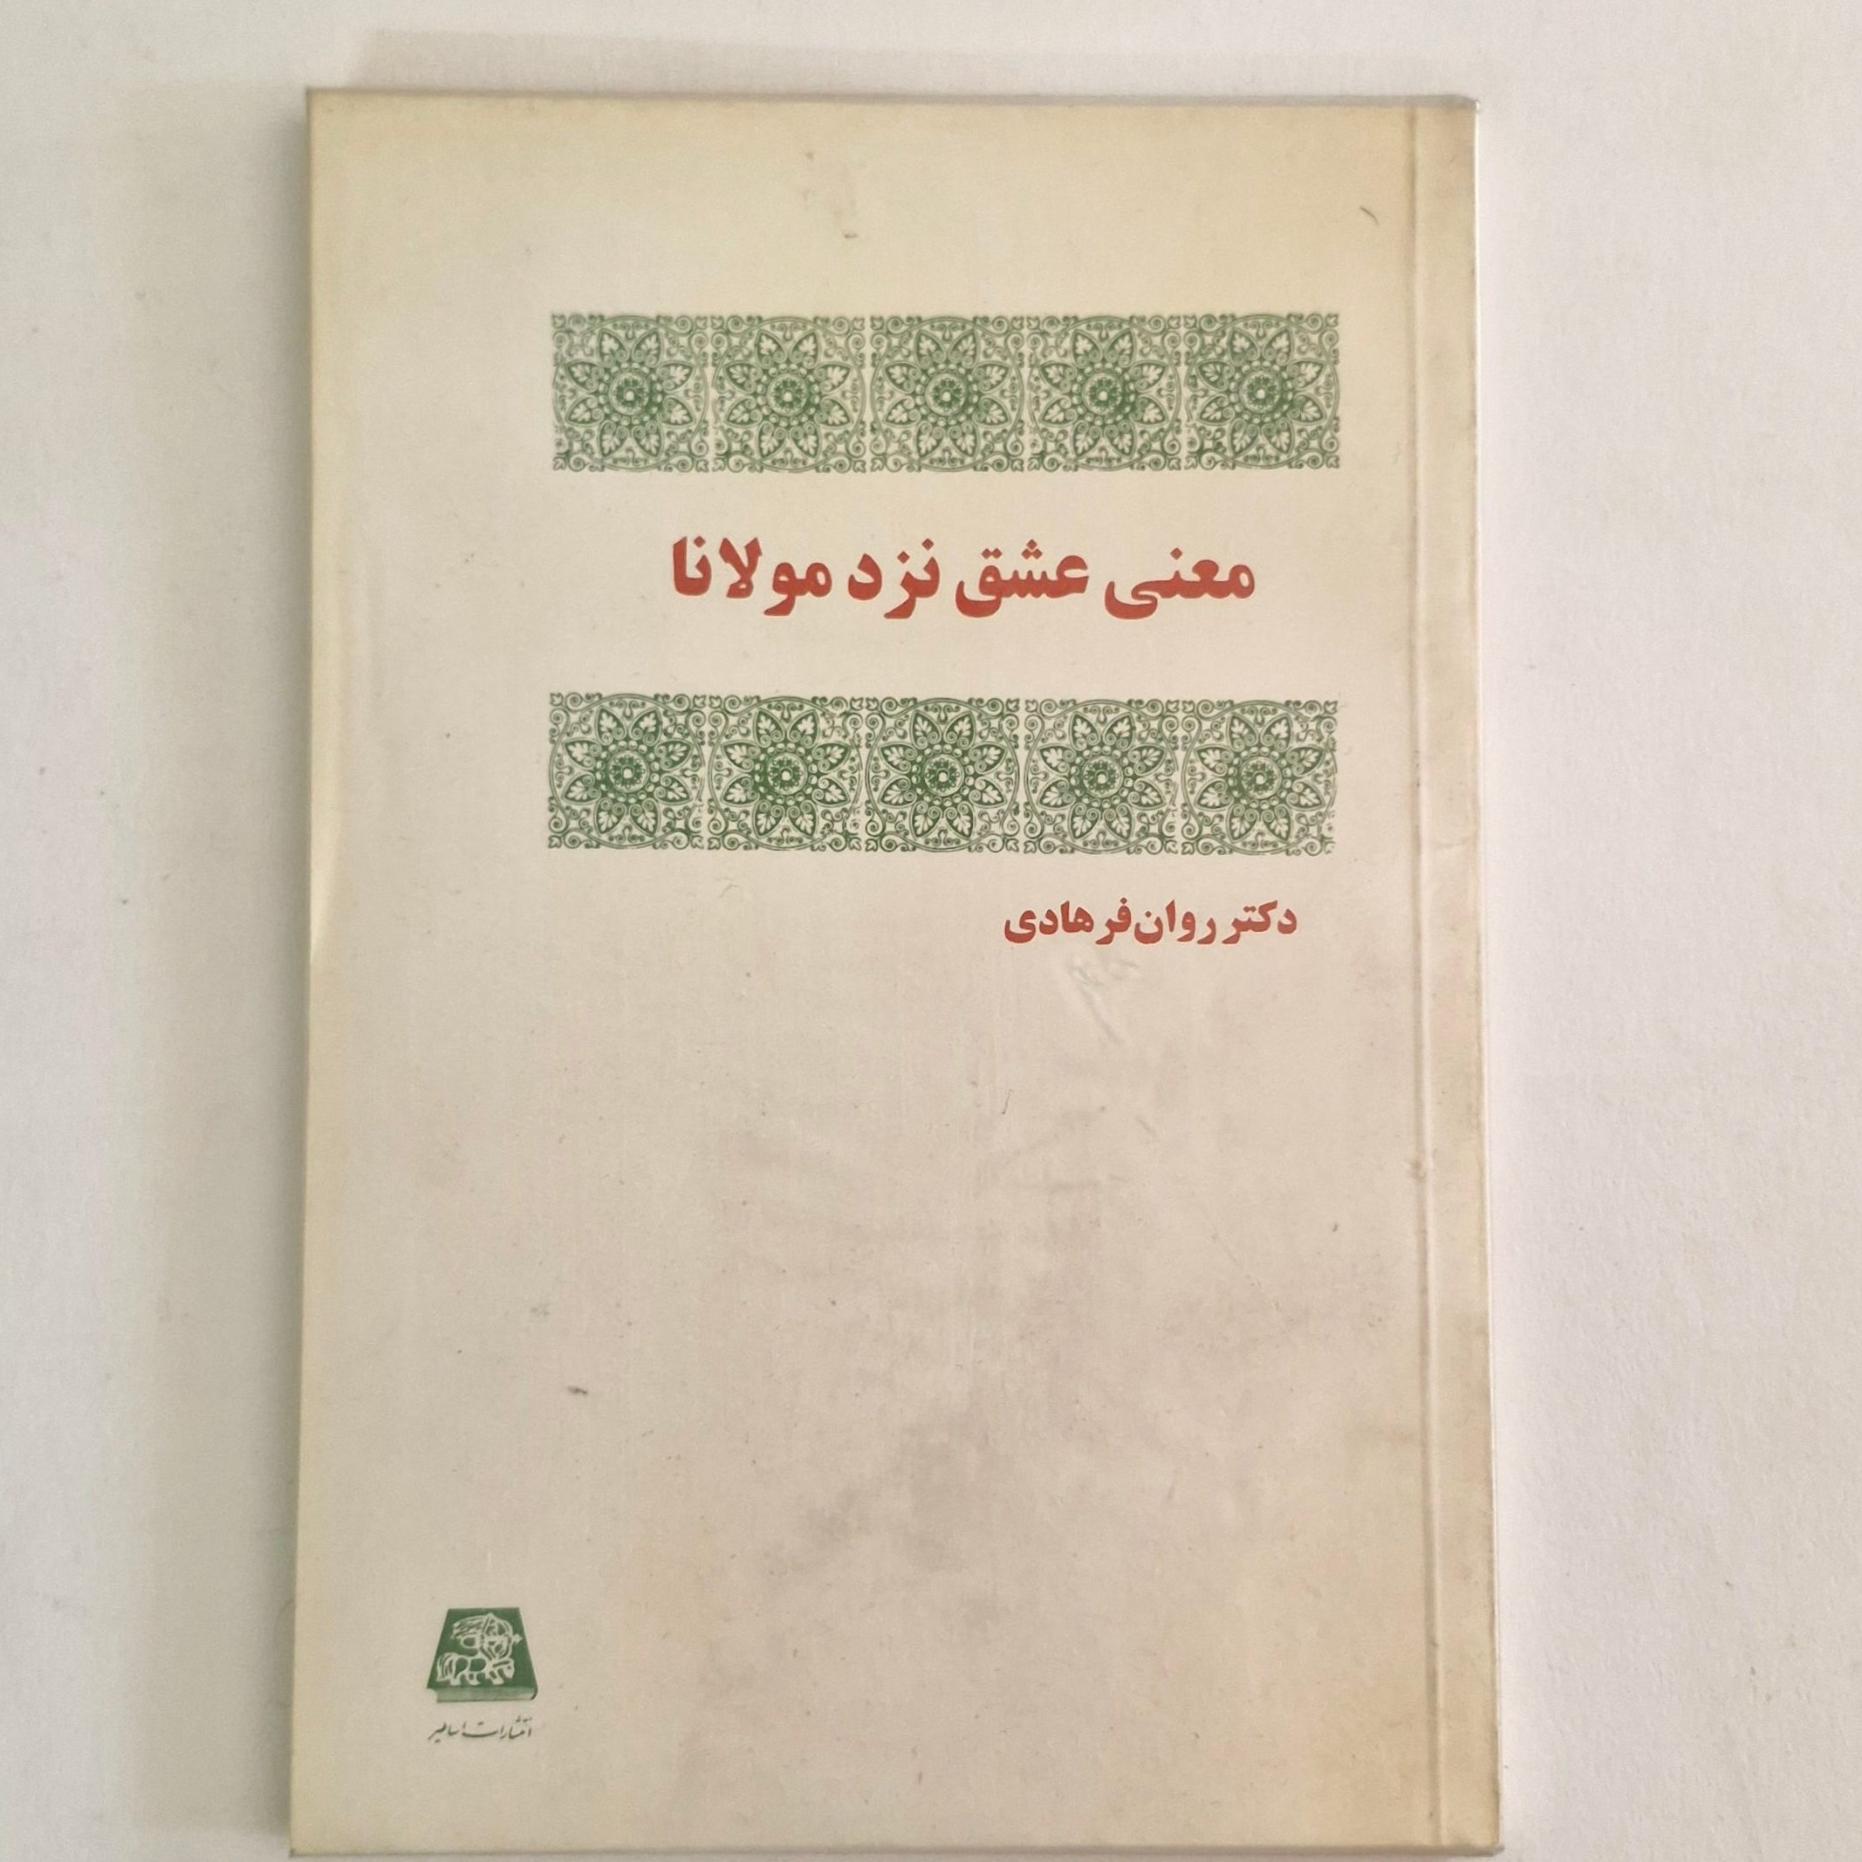 معنی عشق نزد مولانا
دکتر روان‌فرهادی
انتشارات اساطیر